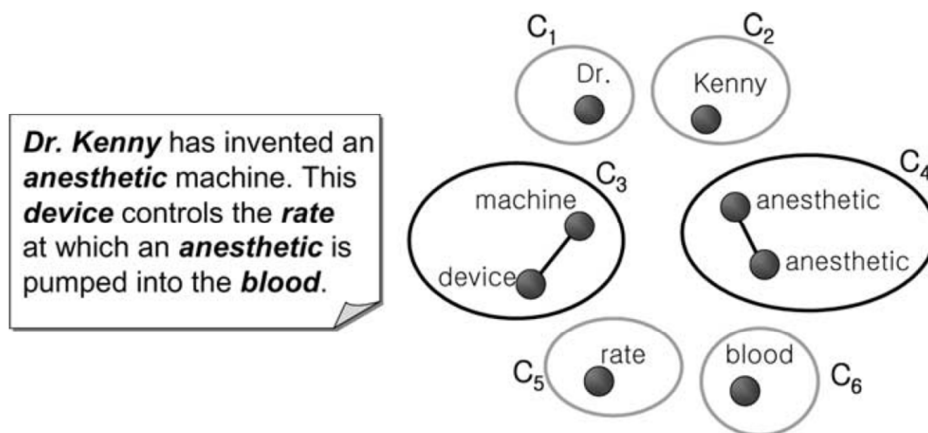 Dr. Kenny has invented an
anesthetic machine. This
device controls the rate
at which an anesthetic is
pumped into the blood.
C1
Dr.
C2
Kenny
C3
machine
device
C4
anesthetic
anesthetic
C5
rate
blood
C6